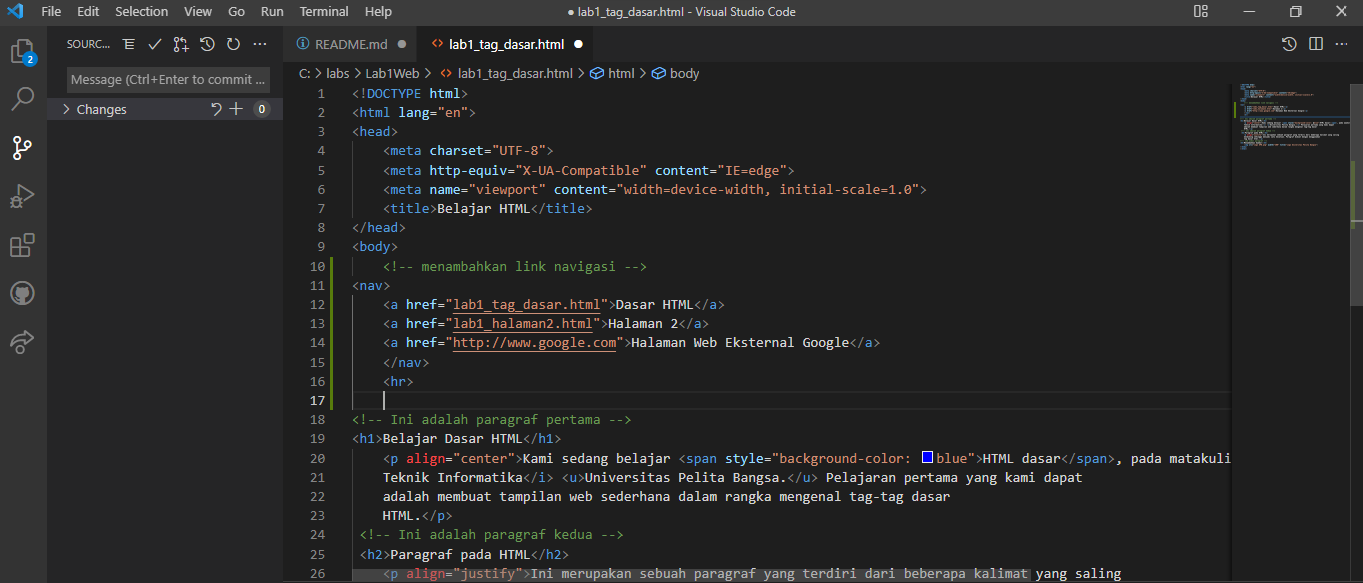 File Edit Selection View Go Run Terminal Help
● lab1_tag_dasar.html - Visual Studio Code
2
SOURC...
Message (Ctrl+Enter to commit ...
Changes 0
README.md
<> lab1_tag_dasar.html
C: > labs > Lab1Web > <> lab1_tag_dasar.html > html > body
1 <!DOCTYPE html>
2 <html lang="en">
3 <head>
4 <meta charset="UTF-8">
5 <meta http-equiv="X-UA-Compatible" content="IE=edge">
6 <meta name="viewport" content="width=device-width, initial-scale=1.0">
7 <title>Belajar HTML</title>
8 </head>
9 <body>
10 <!-- menambahkan link navigasi -->
11 <nav>
12 <a href="lab1_tag_dasar.html">Dasar HTML</a>
13 <a href="lab1_halaman2.html">Halaman 2</a>
14 <a href="http://www.google.com">Halaman Web Eksternal Google</a>
15 </nav>
16 <hr>
17
18 <!-- Ini adalah paragraf pertama -->
19 <h1>Belajar Dasar HTML</h1>
20 <p align="center">Kami sedang belajar <span style="background-color: blue">HTML dasar</span>, pada matakuli
21 Teknik Informatika</i> <u>Universitas Pelita Bangsa.</u> Pelajaran pertama yang kami dapat
22 adalah membuat tampilan web sederhana dalam rangka mengenal tag-tag dasar
23 HTML.</p>
24 <!-- Ini adalah paragraf kedua -->
25 <h2>Paragraf pada HTML</h2>
26 <p align="justify">Ini merupakan sebuah paragraf yang terdiri dari beberapa kalimat yang saling